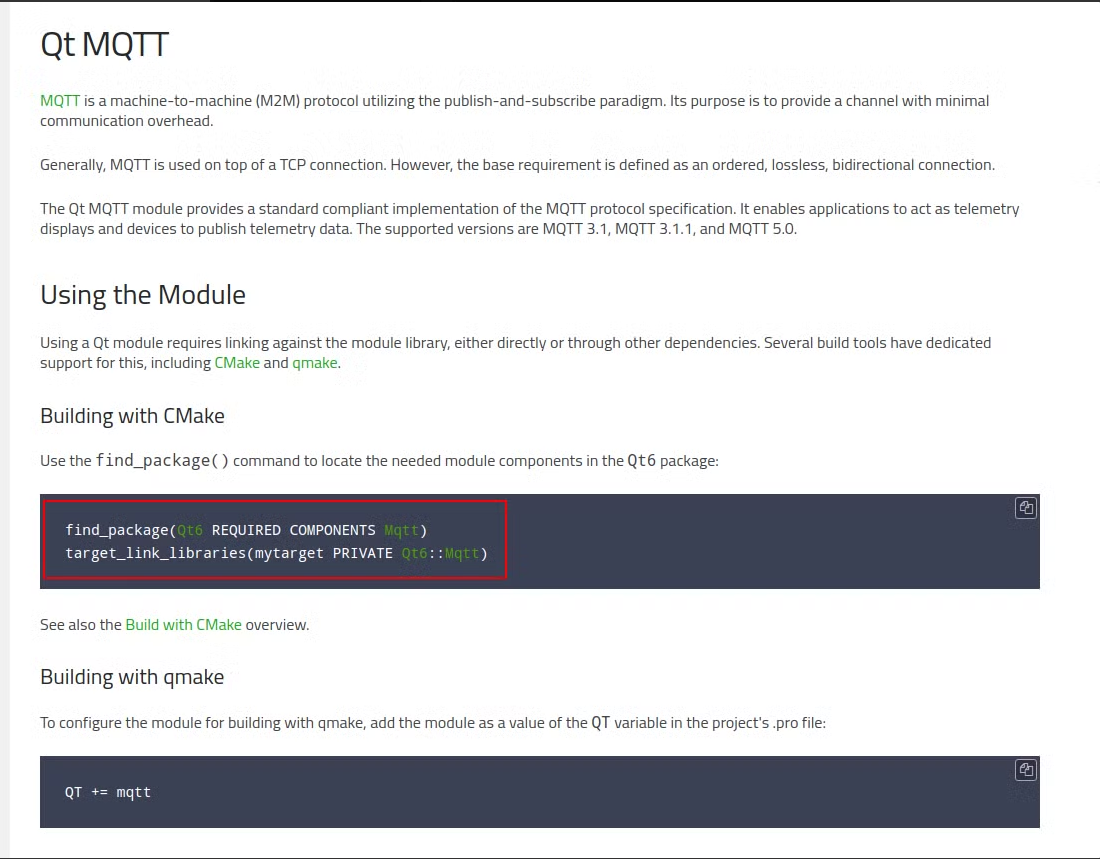 Qt MQTT
MQTT is a machine-to-machine (M2M) protocol utilizing the publish-and-subscribe paradigm. Its purpose is to provide a channel with minimal
communication overhead.
Generally, MQTT is used on top of a TCP connection. However, the base requirement is defined as an ordered, lossless, bidirectional connection.
The Qt MQTT module provides a standard compliant implementation of the MQTT protocol specification. It enables applications to act as telemetry
displays and devices to publish telemetry data. The supported versions are MQTT 3.1, MQTT 3.1.1, and MQTT 5.0.
Using the Module
Using a Qt module requires linking against the module library, either directly or through other dependencies. Several build tools have dedicated
support for this, including CMake and qmake.
Building with CMake
Use the find_package() command to locate the needed module components in the Qt6 package:
find_package(Qt6 REQUIRED COMPONENTS Mqtt)
target_link_libraries(mytarget PRIVATE Qt6::Mqtt)
See also the Build with CMake overview.
Building with qmake
To configure the module for building with qmake, add the module as a value of the QT variable in the project's .pro file:
QT += mqtt